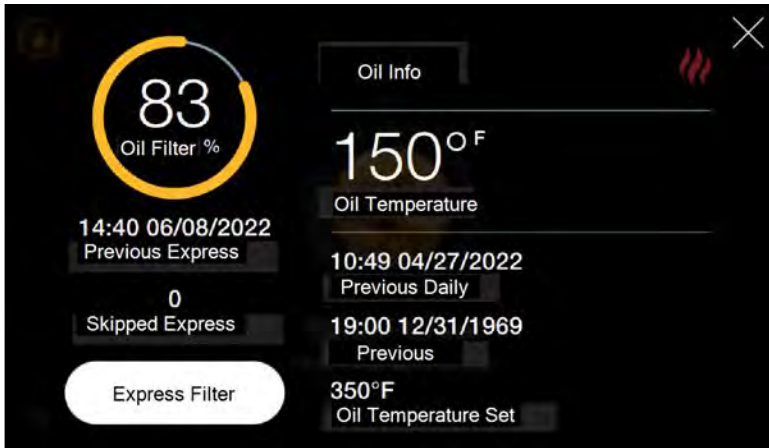 83
Oil Filter %
14:40 06/08/2022
Previous Express
0
Skipped Express
Express Filter
Oil Info
150°F
Oil Temperature
10:49 04/27/2022
Previous Daily
19:00 12/31/1969
Previous
350°F
Oil Temperature Set